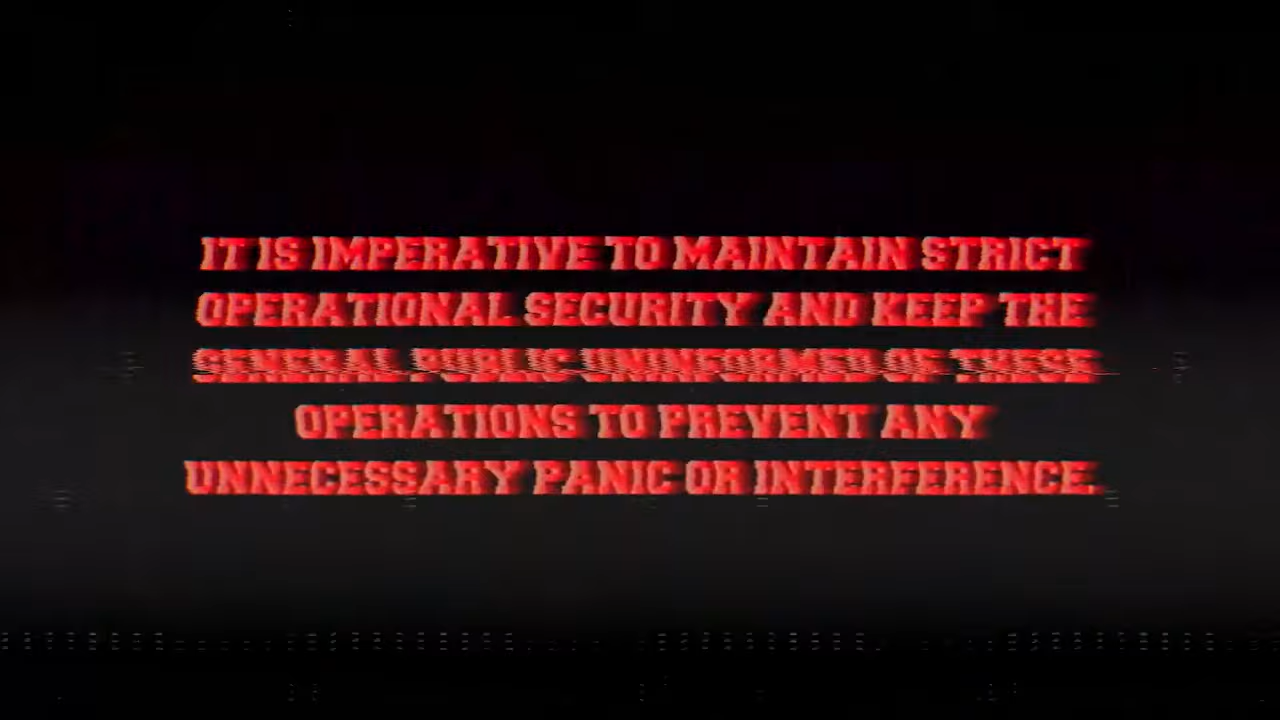 IT IS IMPERATIVE TO MAINTAIN STRICT
OPERATIONAL SECURITY AND KEEP THE
GENERAL PUBLIC UNINFORMED OF THESE
OPERATIONS TO PREVENT ANY
UNNECESSARY PANIC OR INTERFERENCE.